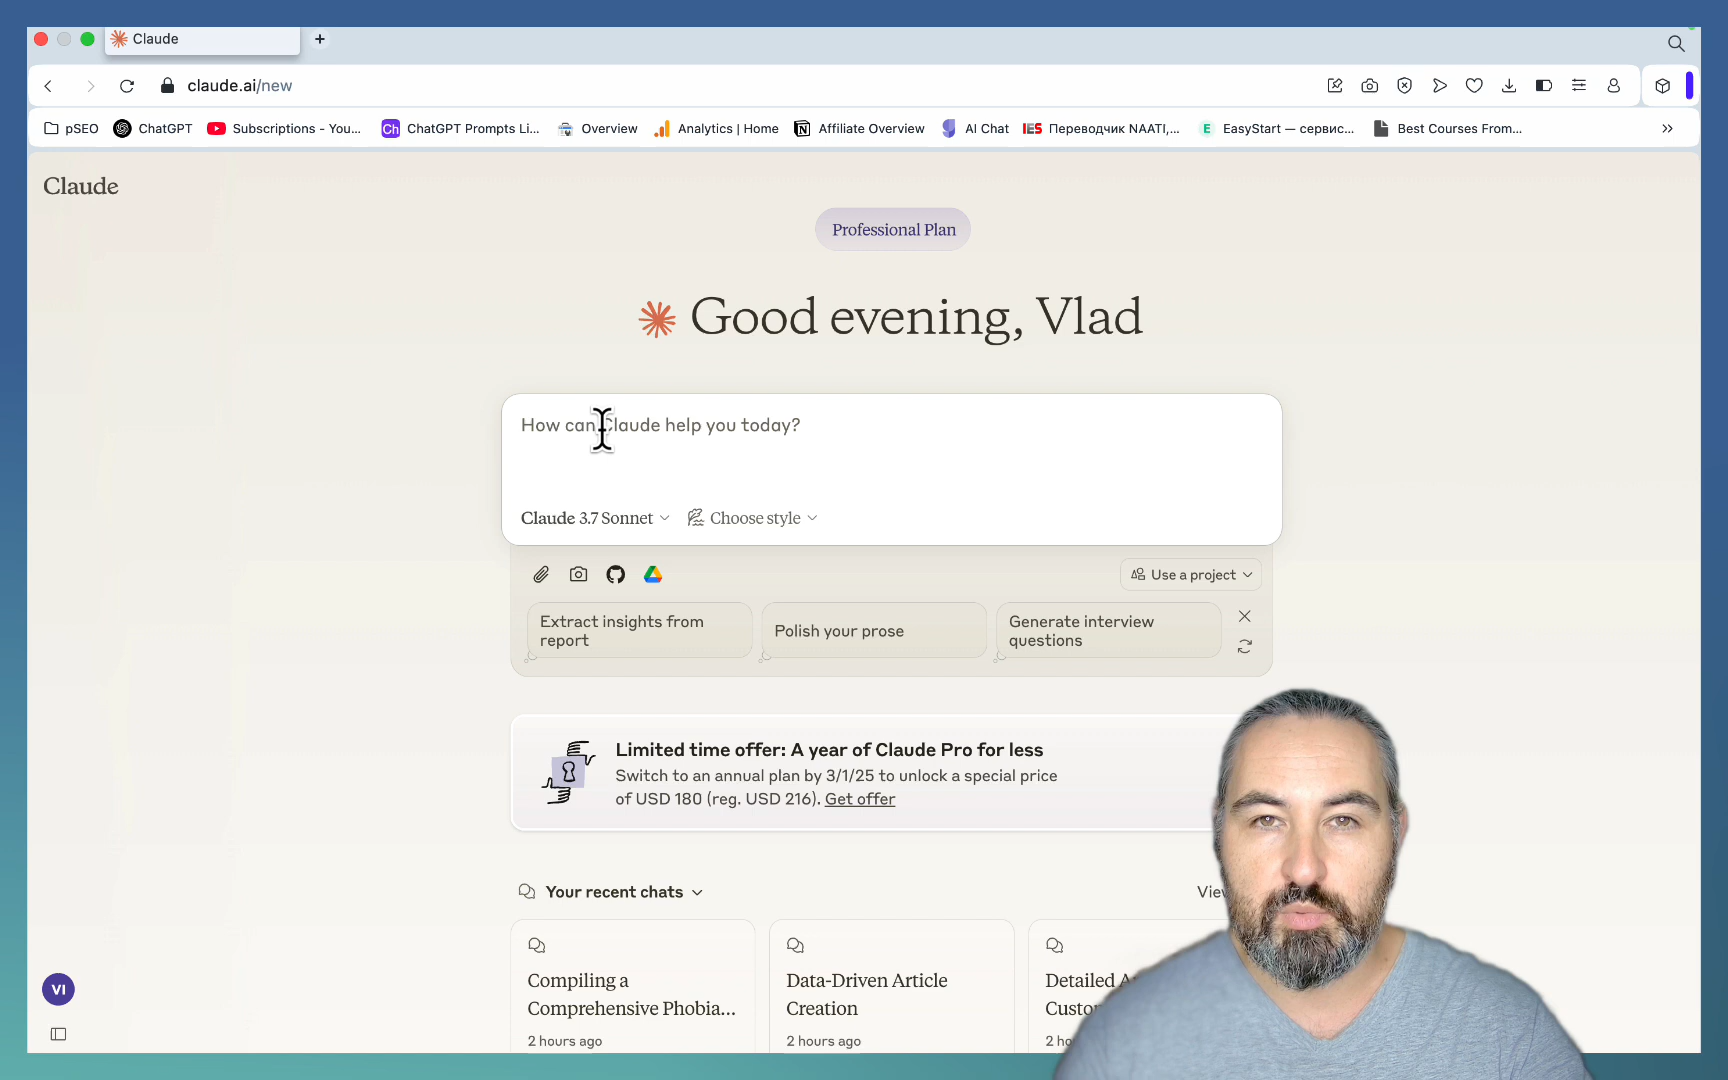 Claude
claude.ai/new
pSEO
ChatGPT
Subscriptions - You...
Ch
ChatGPT Prompts Li...
Overview
Analytics | Home
Affiliate Overview
AI Chat
IES
Переводчик NAATI,...
E
EasyStart — сервис...
Best Courses From...
Claude
Professional Plan
Good evening, Vlad
How can Claude help you today?
Claude 3.7 Sonnet
Choose style
Use a project
Extract insights from
report
Polish your prose
Generate interview
questions
Limited time offer: A year of Claude Pro for less
Switch to an annual plan by 3/1/25 to unlock a special price
of USD 180 (reg. USD 216). Get offer
Your recent chats
Compiling a
Comprehensive Phobia...
2 hours ago
Data-Driven Article
Creation
2 hours ago
Detailed
VI